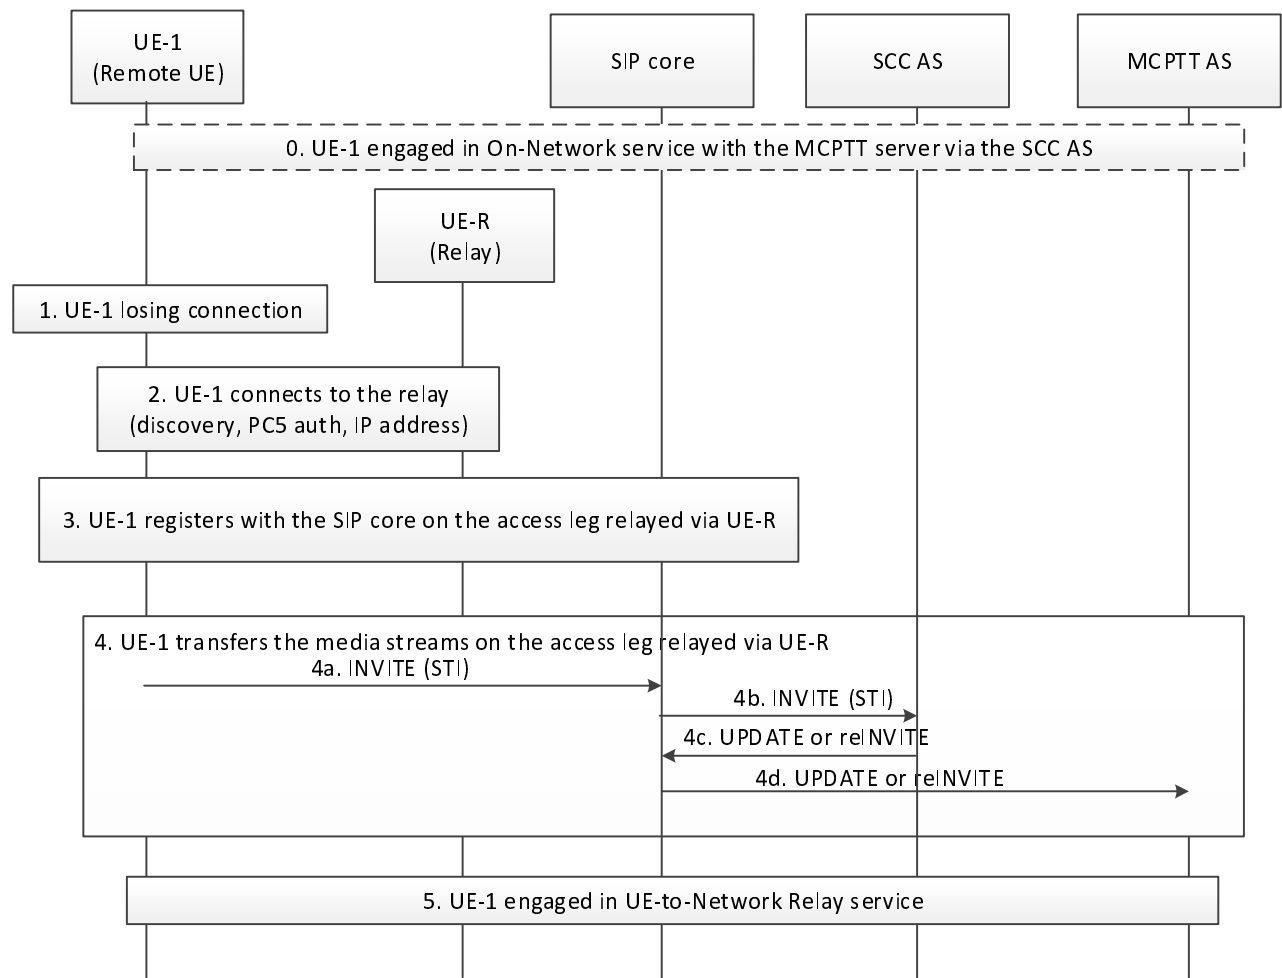 UE-1
(Remote UE)
SIP core
SCC AS
MCPTT AS
0. UE-1 engaged in On-Network service with the MCPTT server via the SCC AS
UE-R
(Relay)
1. UE-1 losing connection
2. UE-1 connects to the relay
(discovery, PC5 auth, IP address)
3. UE-1 registers with the SIP core on the access leg relayed via UE-R
4. UE-1 transfers the media streams on the access leg relayed via UE-R
4a. INVITE (STI)
4b. INVITE (STI)
4c. UPDATE or reINVITE
4d. UPDATE or reINVITE
5. UE-1 engaged in UE-to-Network Relay service